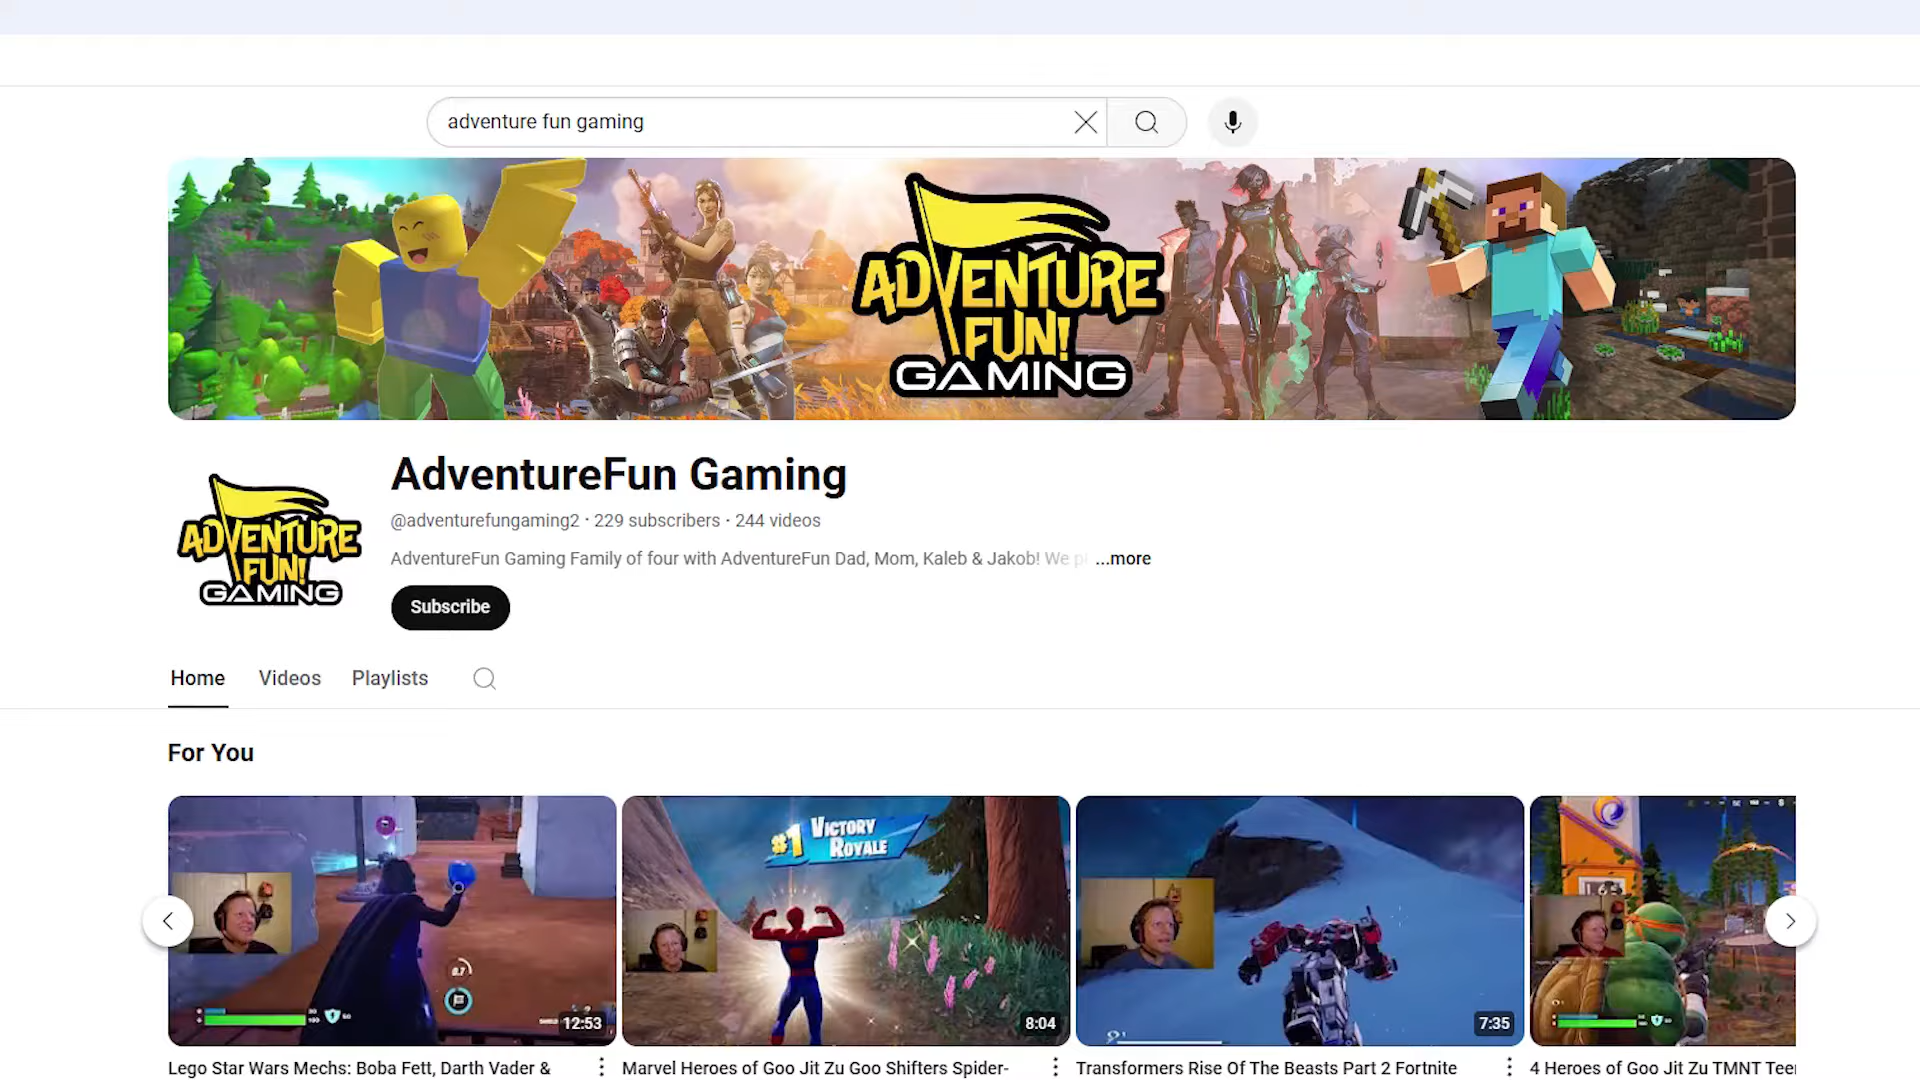 adventure fun gaming
ADVENTURE
FUN!
GAMING
AdventureFun Gaming
@adventurefungaming2 · 229 subscribers · 244 videos
AdventureFun Gaming Family of four with AdventureFun Dad, Mom, Kaleb & Jakob! We ...more
ADVENTURE
FUN!
GAMING
Subscribe
Home Videos Playlists
For You
#1 VICTORY
ROYALE
12:53
8:04
7:35
Lego Star Wars Mechs: Boba Fett, Darth Vader &
Marvel Heroes of Goo Jit Zu Goo Shifters Spider-
Transformers Rise Of The Beasts Part 2 Fortnite
4 Heroes of Goo Jit Zu TMNT